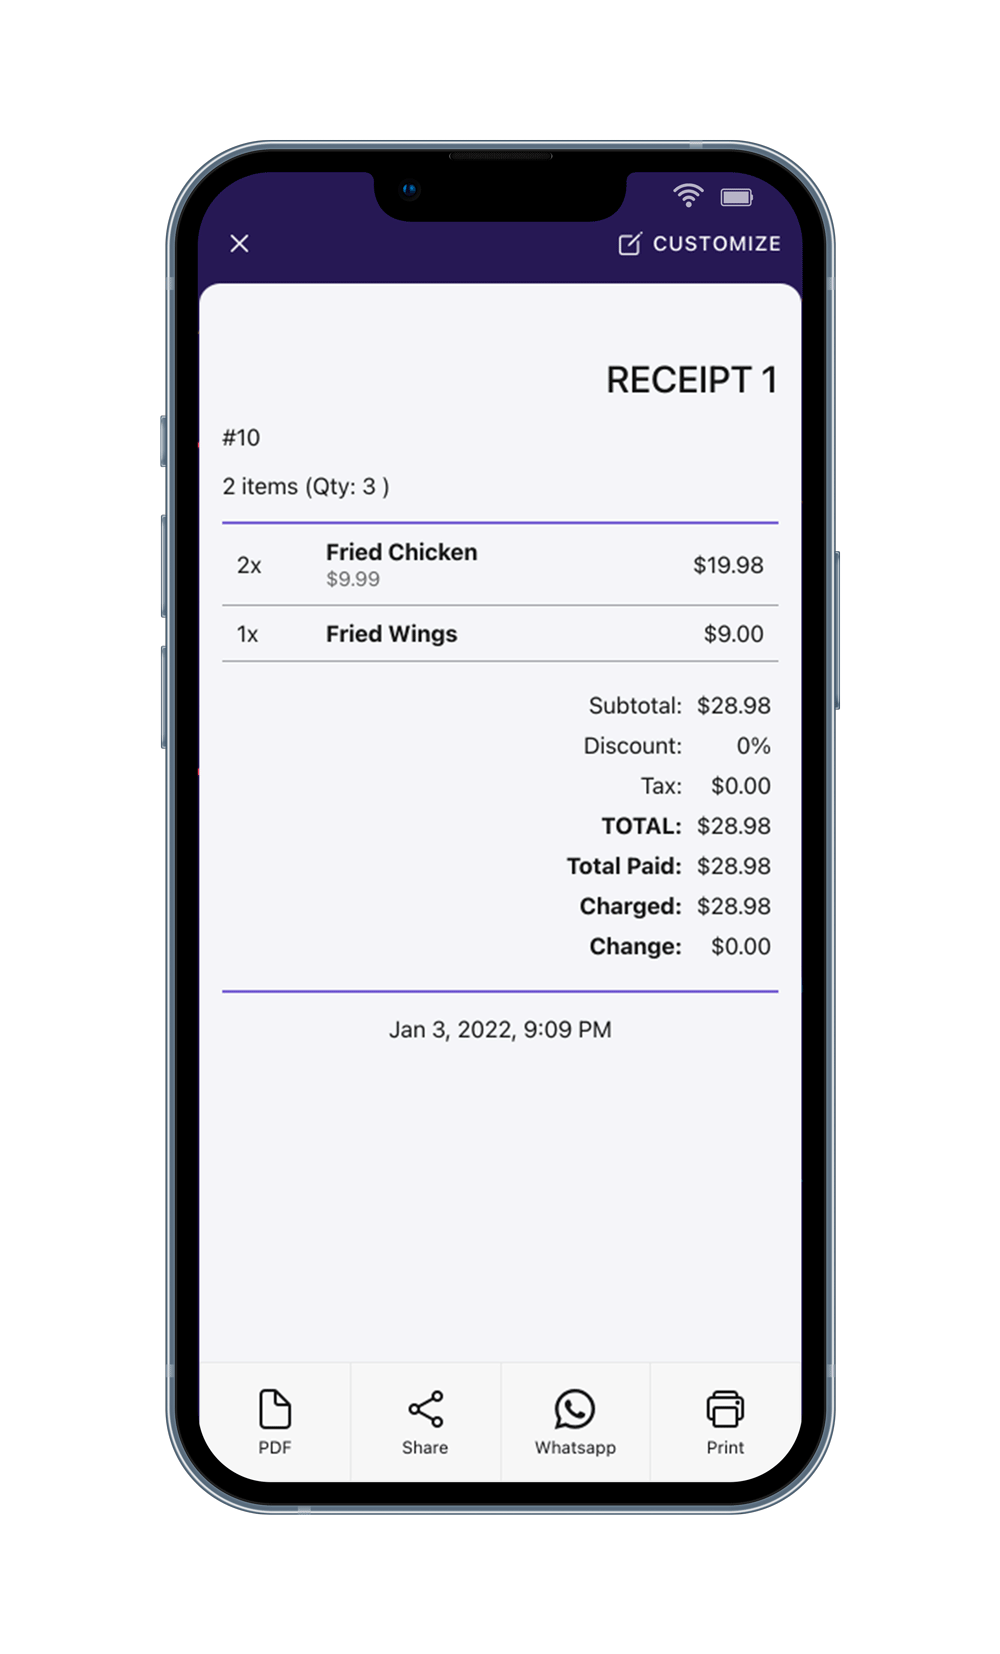 CUSTOMIZE
RECEIPT 1
#10
2 items (Qty: 3 )
2x Fried Chicken $19.98
$9.99
1x Fried Wings $9.00
Subtotal: $28.98
Discount: 0%
Tax: $0.00
TOTAL: $28.98
Total Paid: $28.98
Charged: $28.98
Change: $0.00
Jan 3, 2022, 9:09 PM
PDF Share Whatsapp Print